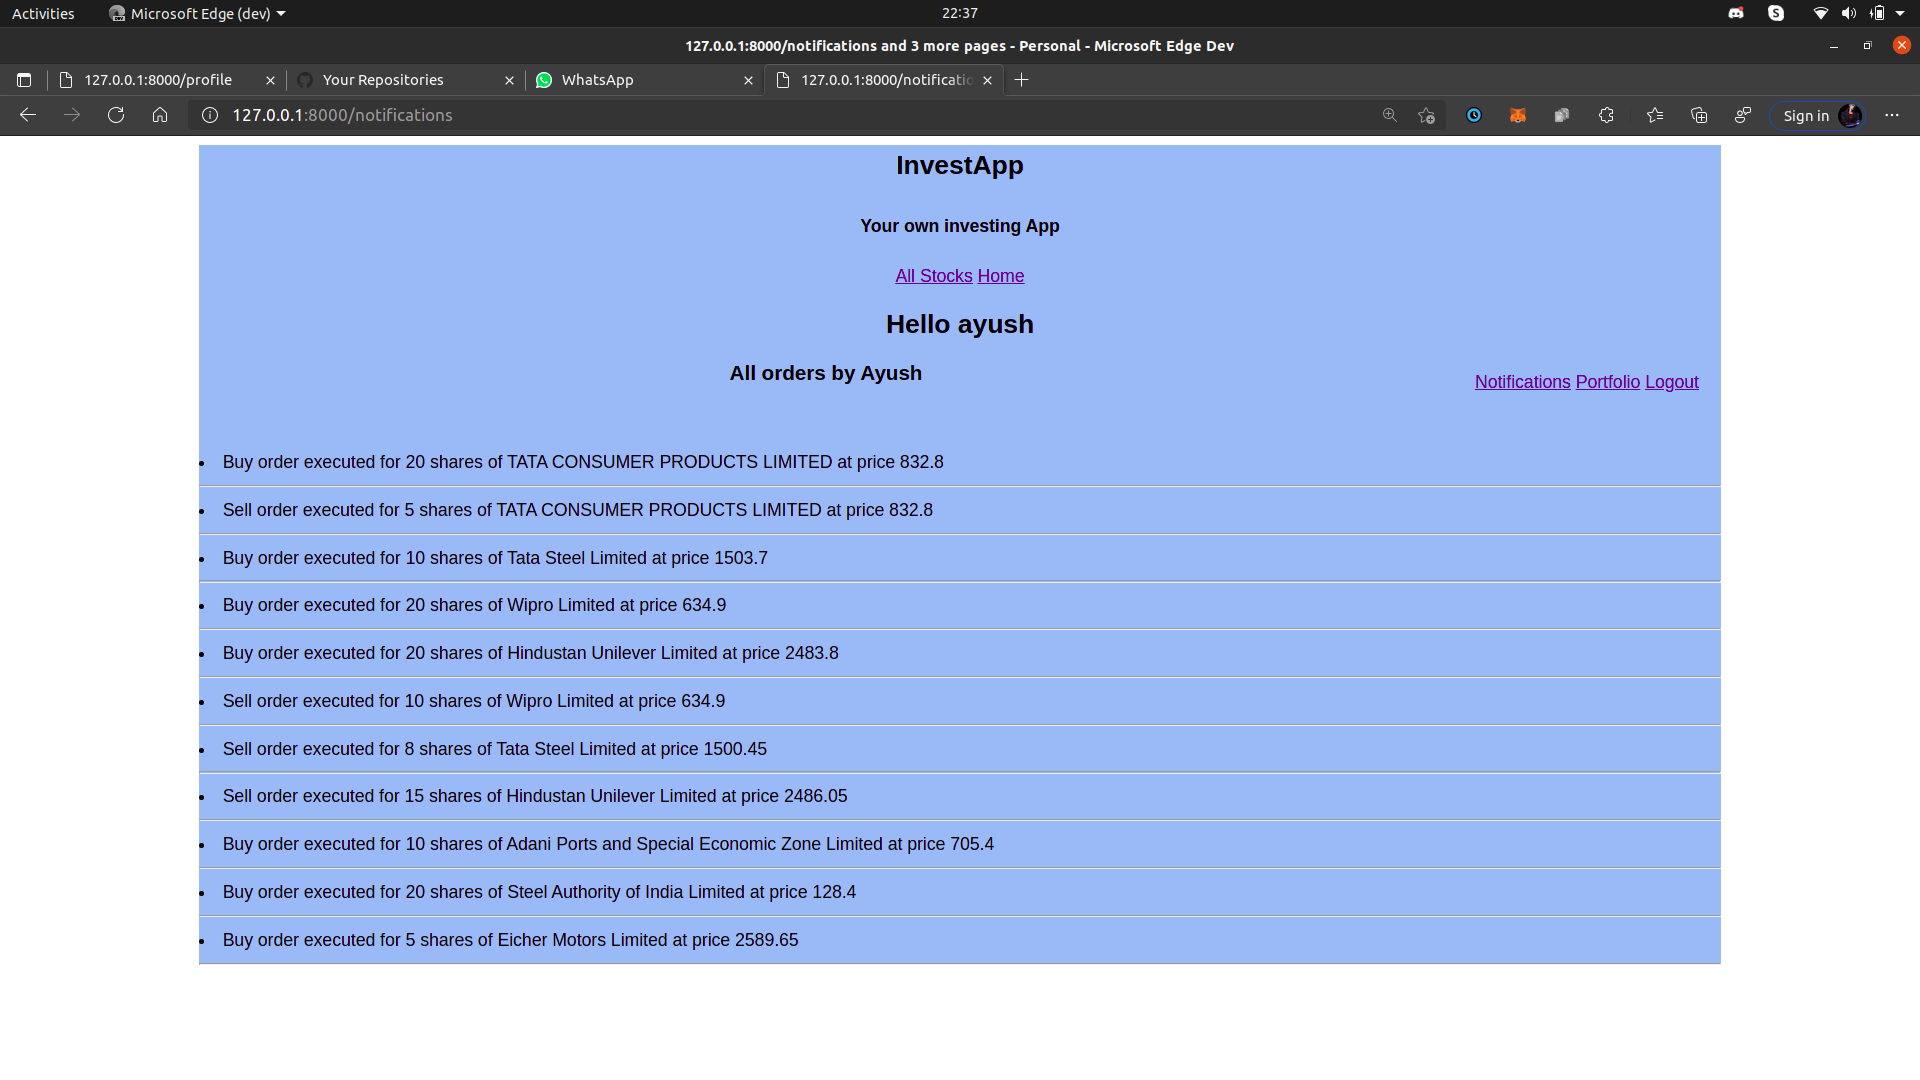 Activities Microsoft Edge (dev) 22:37
127.0.0.1:8000/notifications and 3 more pages - Personal - Microsoft Edge Dev
127.0.0.1:8000/profile Your Repositories WhatsApp 127.0.0.1:8000/notificatio
127.0.0.1:8000/notifications Sign in
InvestApp
Your own investing App
All Stocks Home
Hello ayush
All orders by Ayush
Notifications Portfolio Logout
Buy order executed for 20 shares of TATA CONSUMER PRODUCTS LIMITED at price 832.8
Sell order executed for 5 shares of TATA CONSUMER PRODUCTS LIMITED at price 832.8
Buy order executed for 10 shares of Tata Steel Limited at price 1503.7
Buy order executed for 20 shares of Wipro Limited at price 634.9
Buy order executed for 20 shares of Hindustan Unilever Limited at price 2483.8
Sell order executed for 10 shares of Wipro Limited at price 634.9
Sell order executed for 8 shares of Tata Steel Limited at price 1500.45
Sell order executed for 15 shares of Hindustan Unilever Limited at price 2486.05
Buy order executed for 10 shares of Adani Ports and Special Economic Zone Limited at price 705.4
Buy order executed for 20 shares of Steel Authority of India Limited at price 128.4
Buy order executed for 5 shares of Eicher Motors Limited at price 2589.65